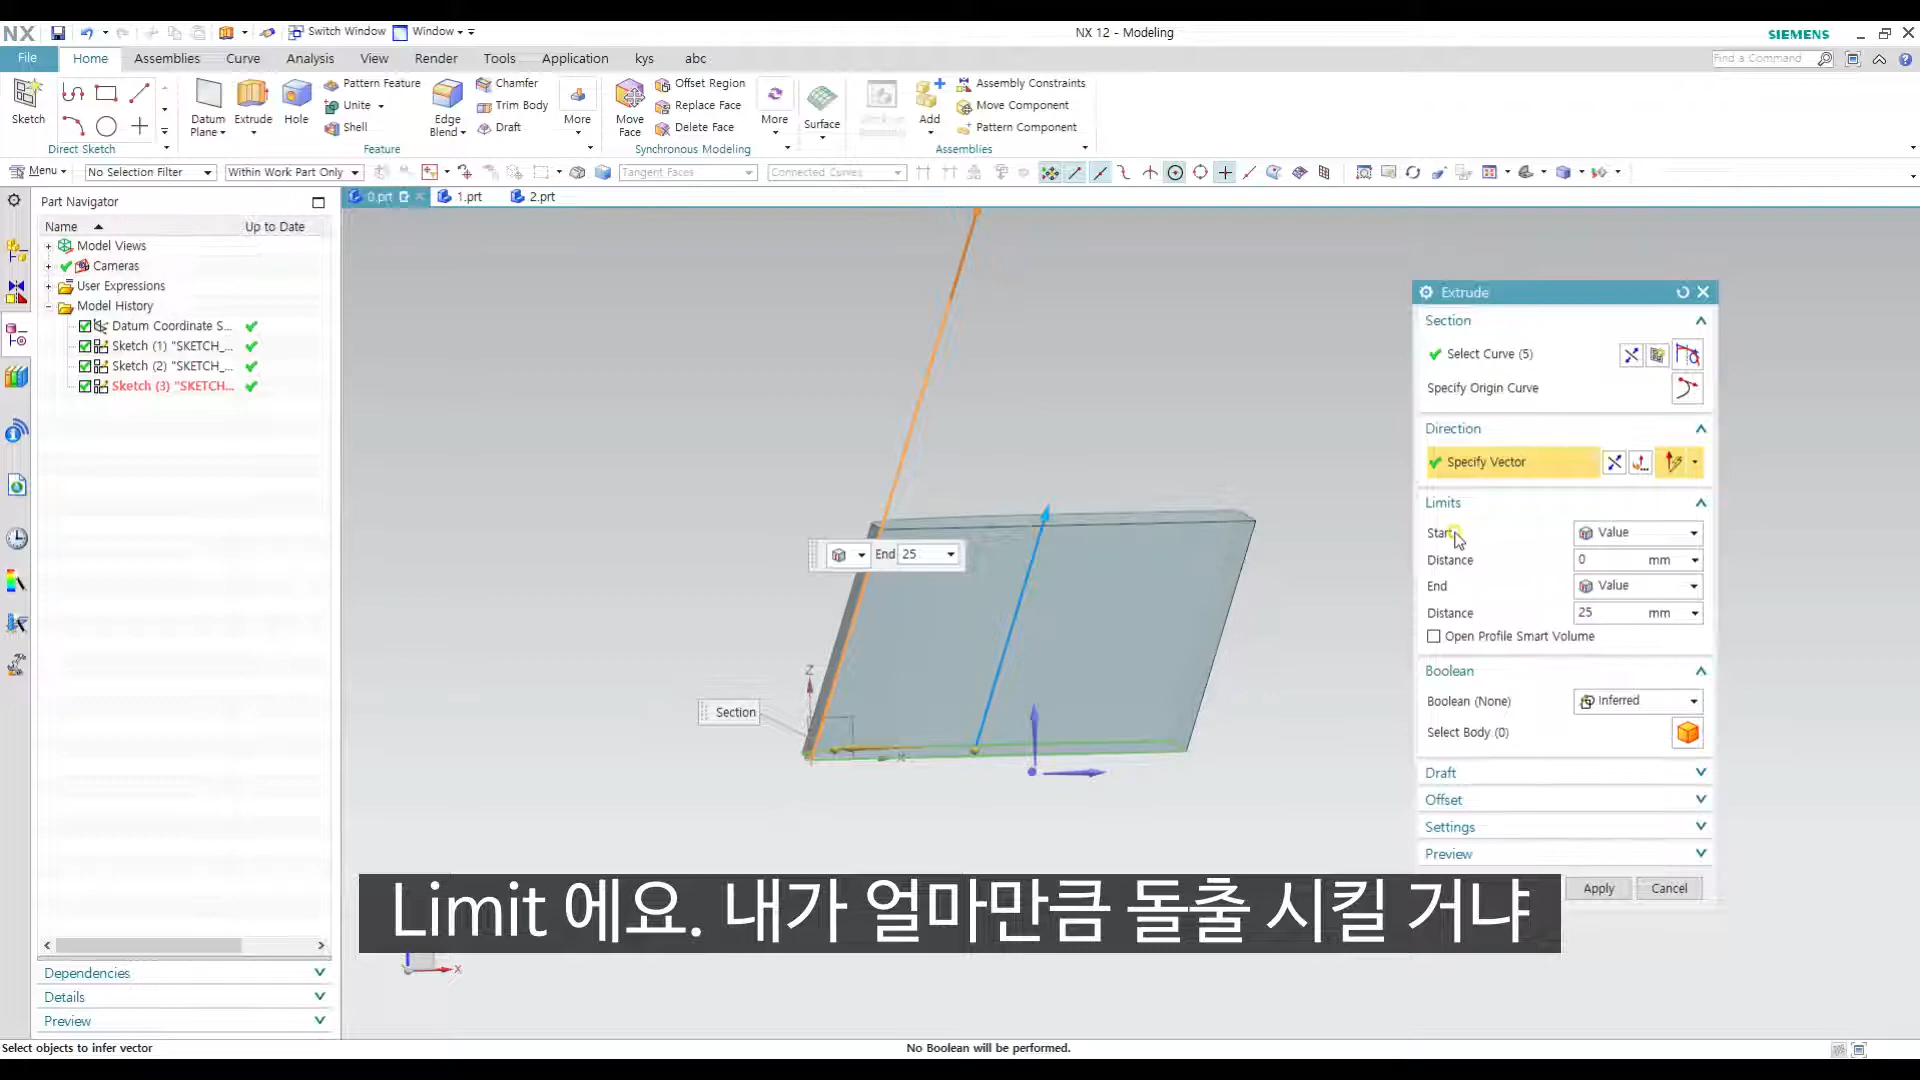 NX
Switch Window
Window
NX 12 - Modeling
SIEMENS
File
Home
Assemblies
Curve
Analysis
View
Render
Tools
Application
kys
abc
Find a Command
Sketch
Direct Sketch
Datum
Plane
Extrude
Hole
Pattern Feature
Unite
Shell
Edge
Blend
Chamfer
Trim Body
Draft
More
Feature
Move
Face
Offset Region
Replace Face
Delete Face
More
Synchronous Modeling
Surface
Add
Assembly Constraints
Move Component
Pattern Component
Assemblies
Menu
No Selection Filter
Within Work Part Only
Tangent Faces
Connected Curves
Part Navigator
0.prt
1.prt
2.prt
Name
Up to Date
Model Views
Cameras
User Expressions
Model History
Datum Coordinate S...
Sketch (1) "SKETCH_...
Sketch (2) "SKETCH_...
Sketch (3) "SKETCH...
Dependencies
Details
Preview
End 25
Section
Z
X
X
Extrude
Section
Select Curve (5)
Specify Origin Curve
Direction
Specify Vector
Limits
Start
Value
Distance
0 mm
End
Value
Distance
25 mm
Open Profile Smart Volume
Boolean
Boolean (None)
Inferred
Select Body (0)
Draft
Offset
Settings
Preview
Apply
Cancel
Limit 에요. 내가 얼마만큼 돌출 시킬 거냐
Select objects to infer vector
No Boolean will be performed.